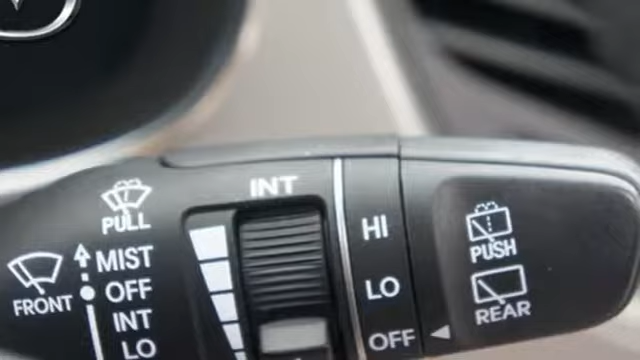 PULL
FRONT
MIST
OFF
INT
LO
INT
HI
LO
OFF
PUSH
REAR